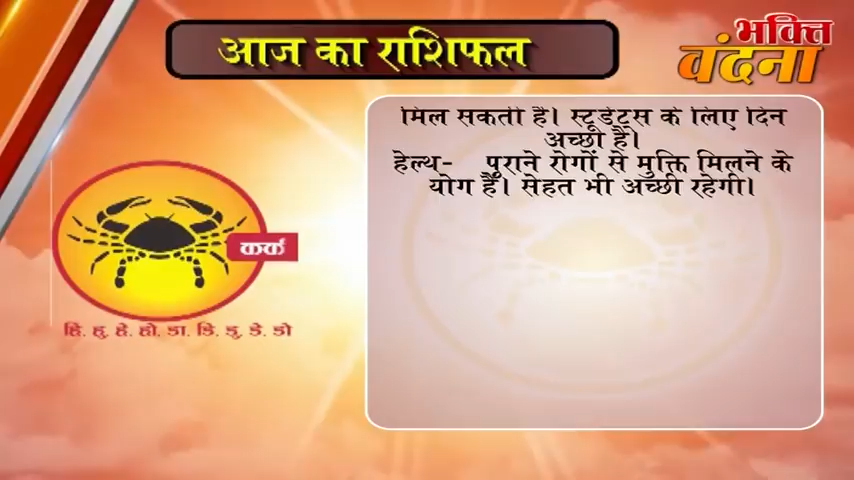 आज का राशिफल
भक्ति
वंदना
मिल सकती है। स्टूडेंट्स के लिए दिन
अच्छा है।
हेल्थ- पुराने रोगों से मुक्ति मिलने के
योग हैं। सेहत भी अच्छी रहेगी।
कर्क
हि. हु. हे. हो. डा. डि. डु. डे. डो